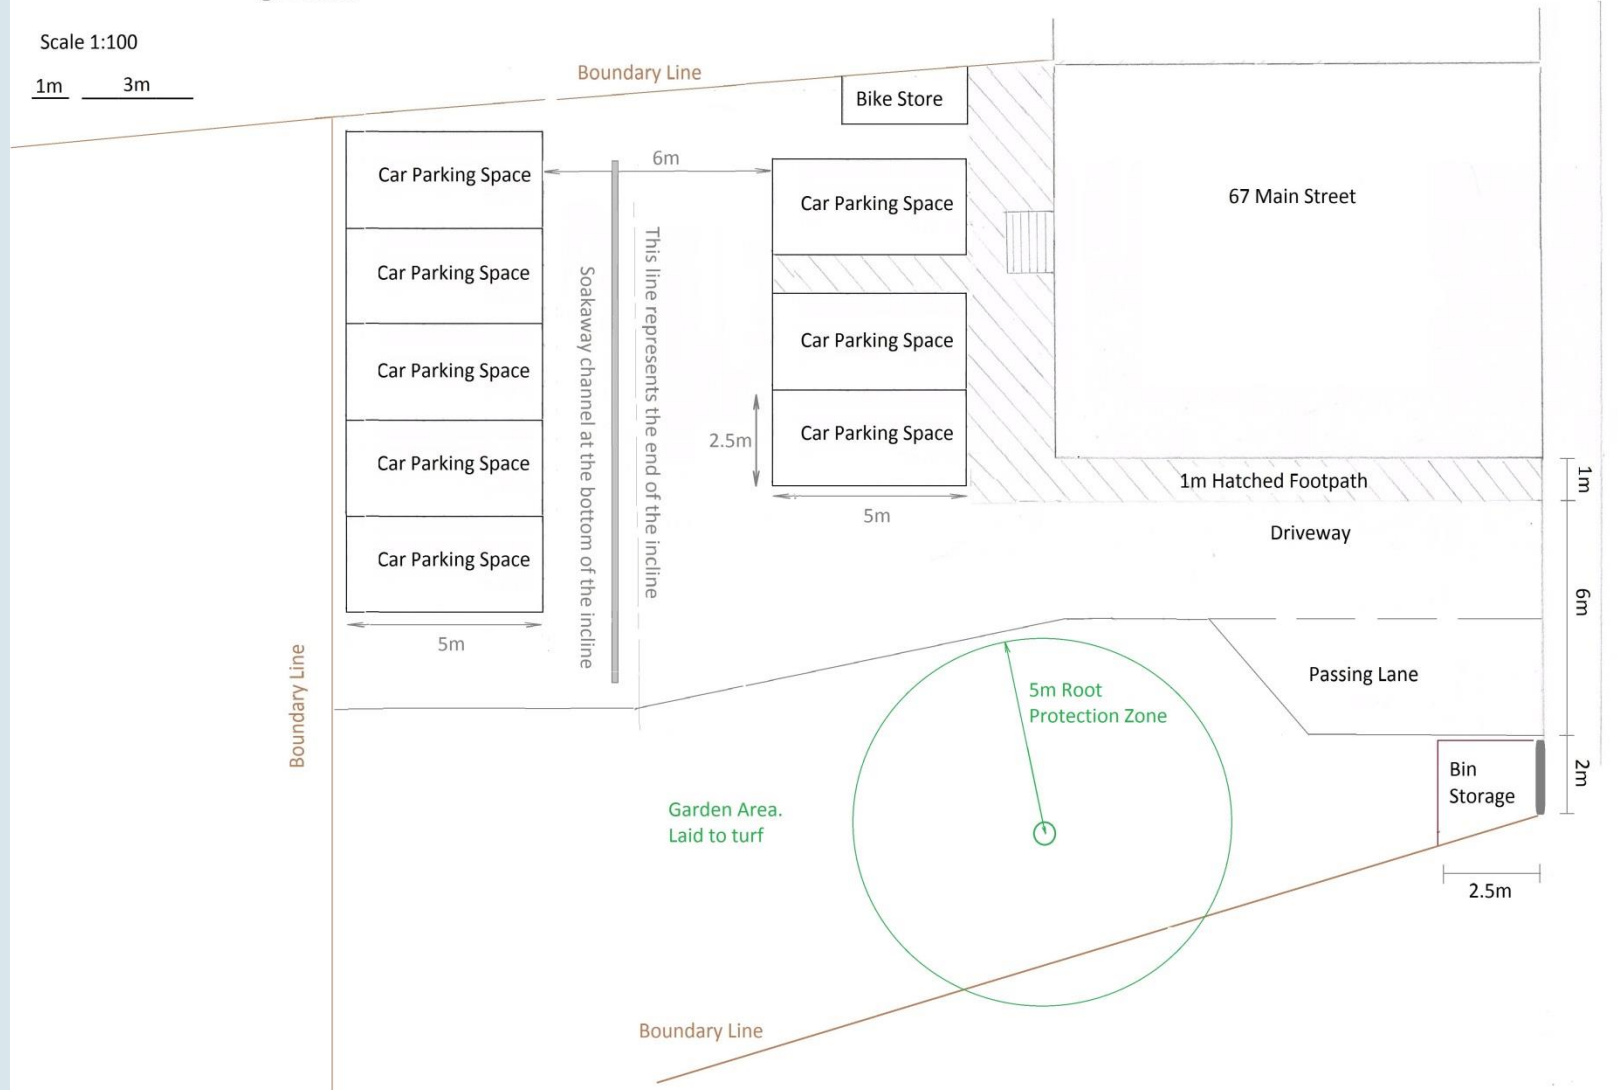 Scale 1:100
1m
3m
Boundary Line
Bike Store
Car Parking Space
6m
Car Parking Space
67 Main Street
Car Parking Space
Car Parking Space
Car Parking Space
Car Parking Space
Car Parking Space
Car Parking Space
2.5m
5m
Soakaway channel at the bottom of the incline
This line represents the end of the incline
1m Hatched Footpath
1m
Driveway
Car Parking Space
5m
6m
Passing Lane
5m Root
Protection Zone
Boundary Line
Bin
Storage
2m
Garden Area.
Laid to turf
2.5m
Boundary Line